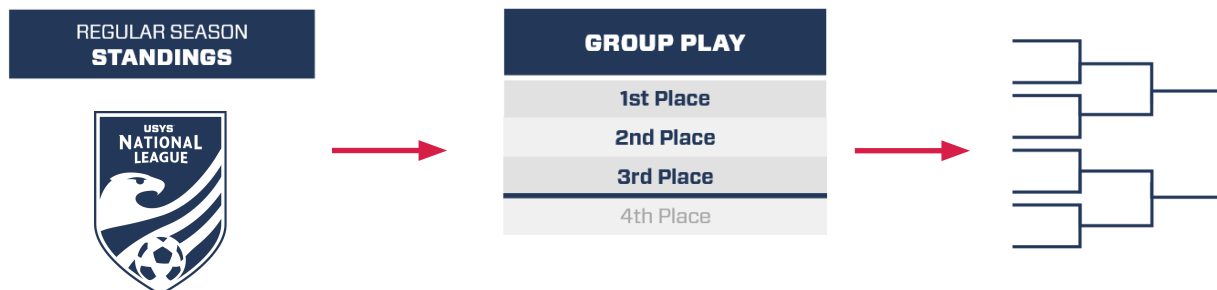 REGULAR SEASON
STANDINGS
USYS
NATIONAL
LEAGUE
GROUP PLAY
1st Place
2nd Place
3rd Place
4th Place